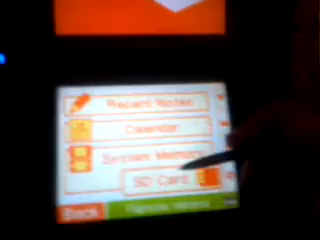 Recent Notes
Calendar
System Memory
SD Card
Back